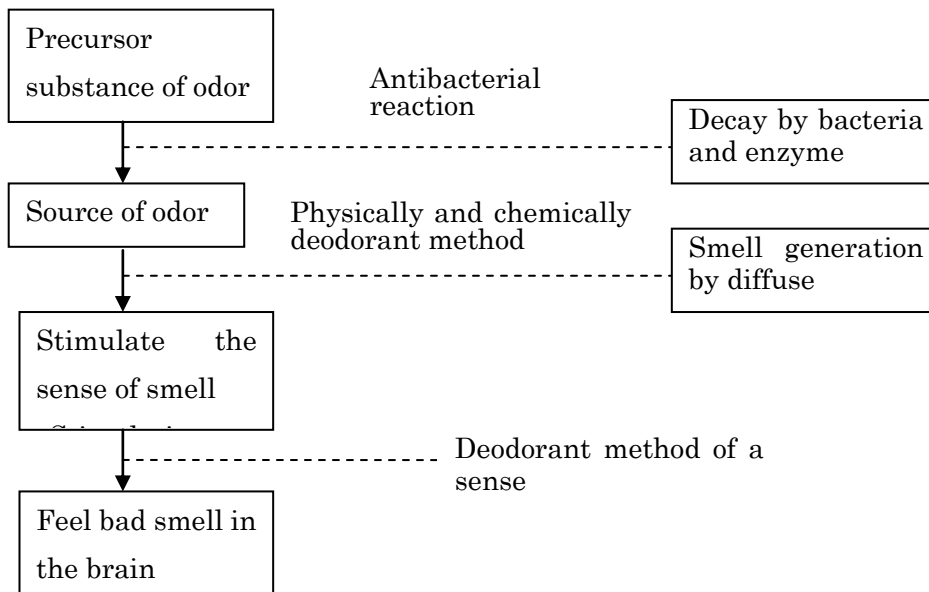 Precursor
substance of odor
Antibacterial
reaction
Decay by bacteria
and enzyme
Source of odor
Physically and chemically
deodorant method
Smell generation
by diffuse
Stimulate the
sense of smell
Deodorant method of a
sense
Feel bad smell in
the brain